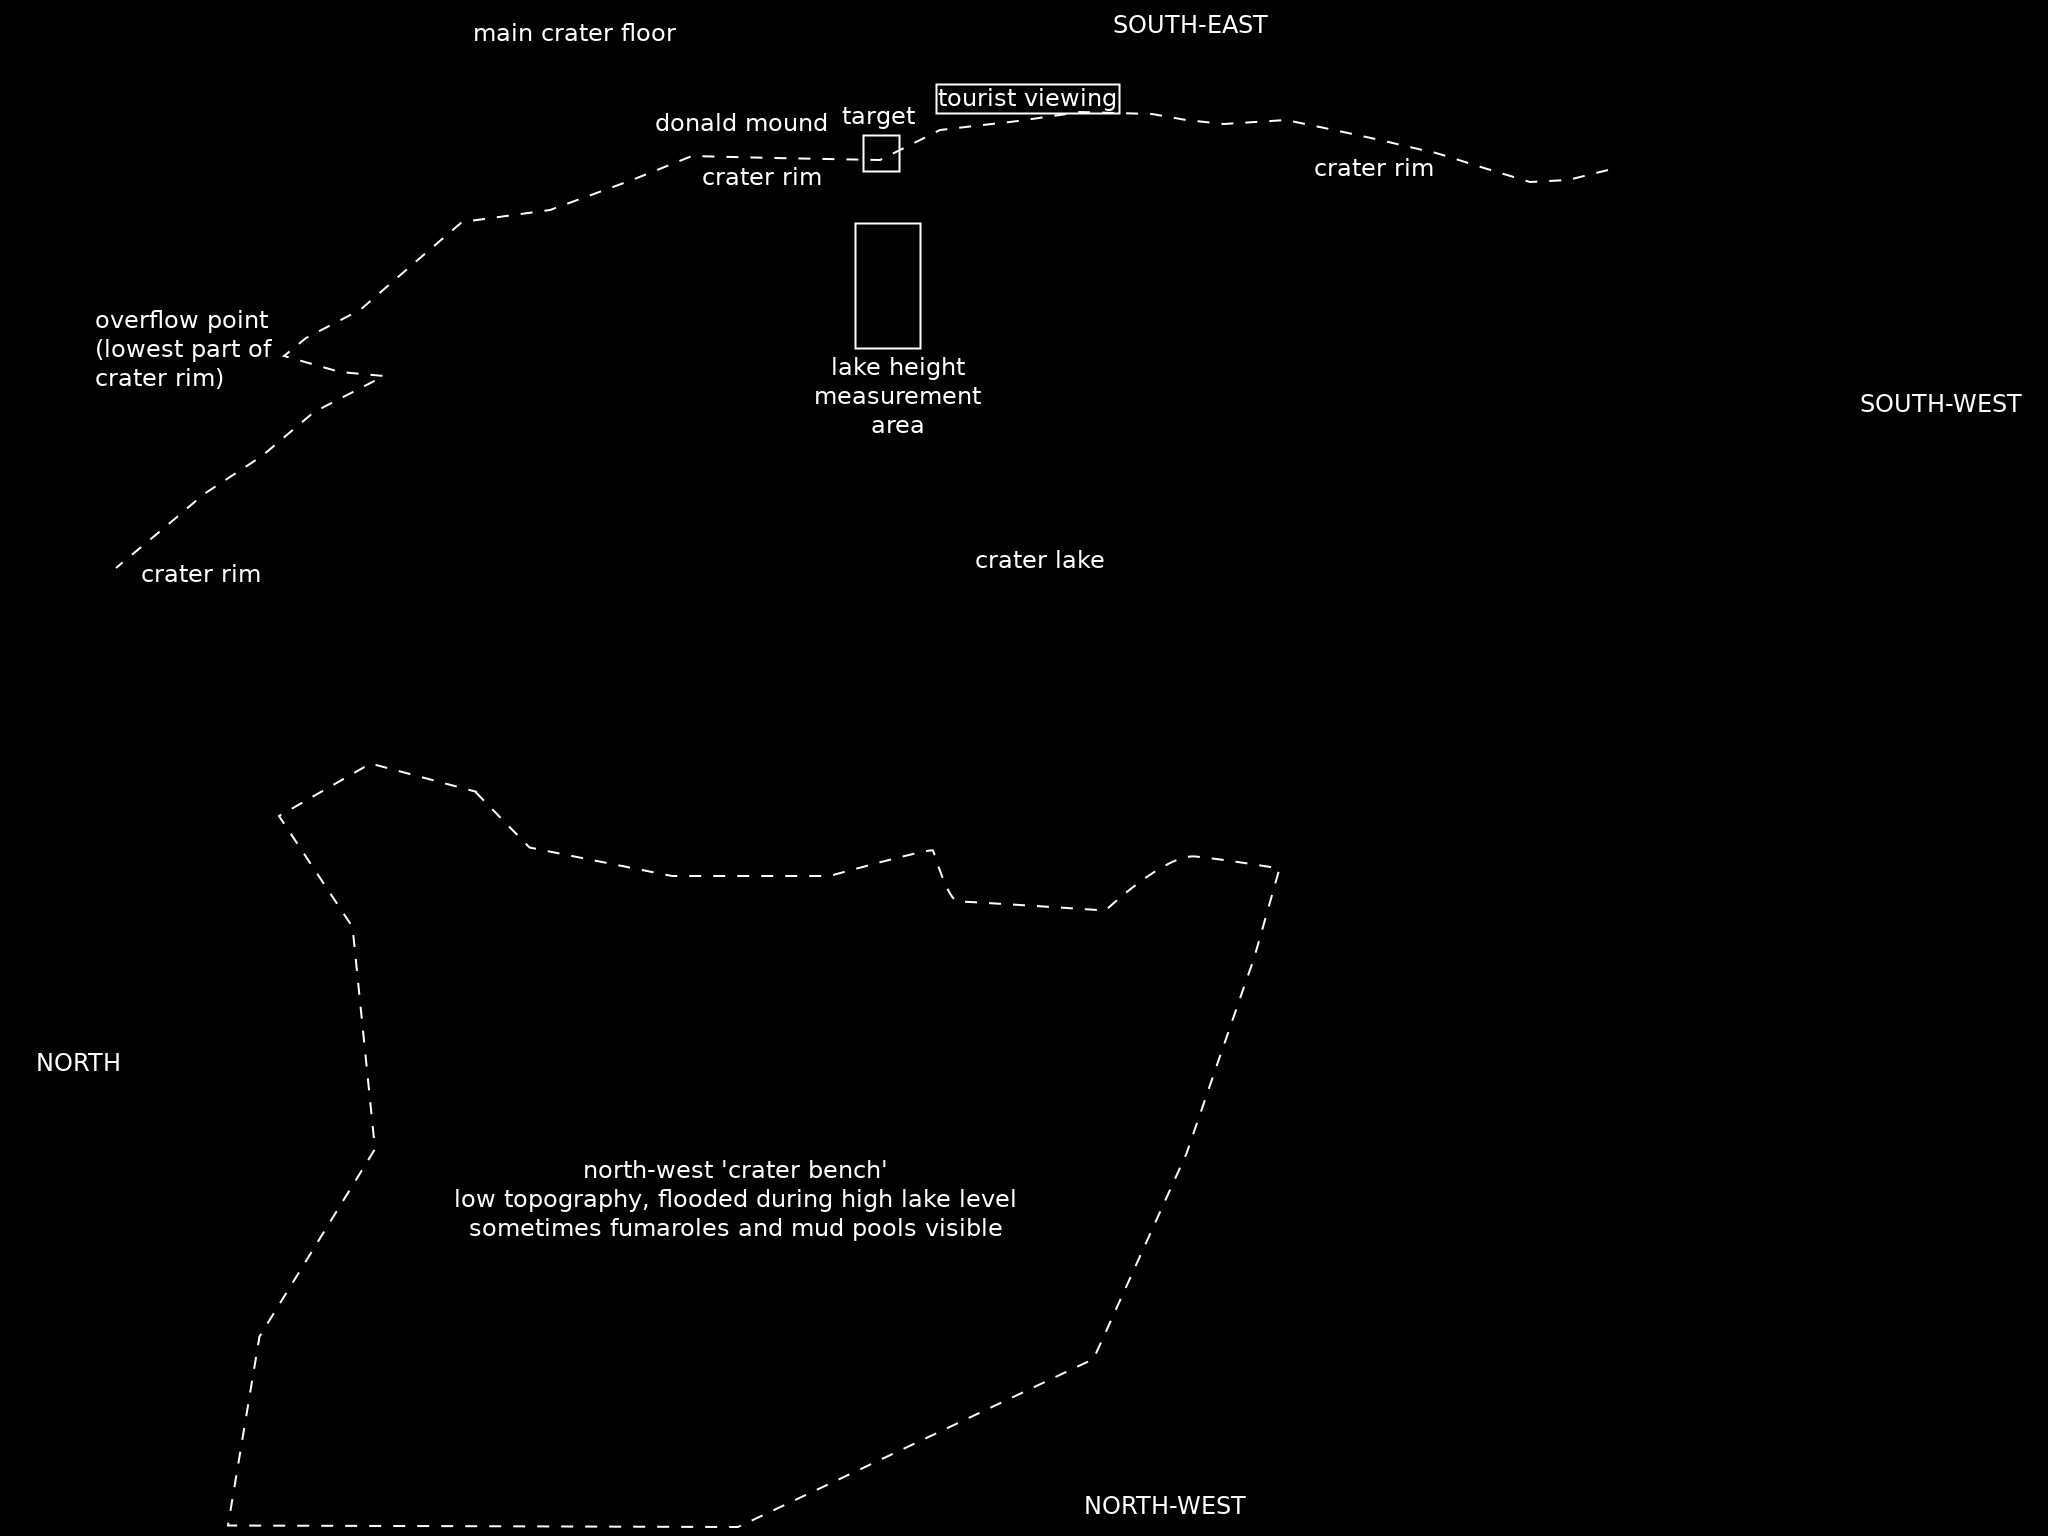 main crater floor
SOUTH-EAST
tourist viewing
donald mound
target
crater rim
crater rim
overflow point
(lowest part of
crater rim)
lake height
measurement
area
SOUTH-WEST
crater rim
crater lake
NORTH
north-west 'crater bench'
low topography, flooded during high lake level
sometimes fumaroles and mud pools visible
NORTH-WEST